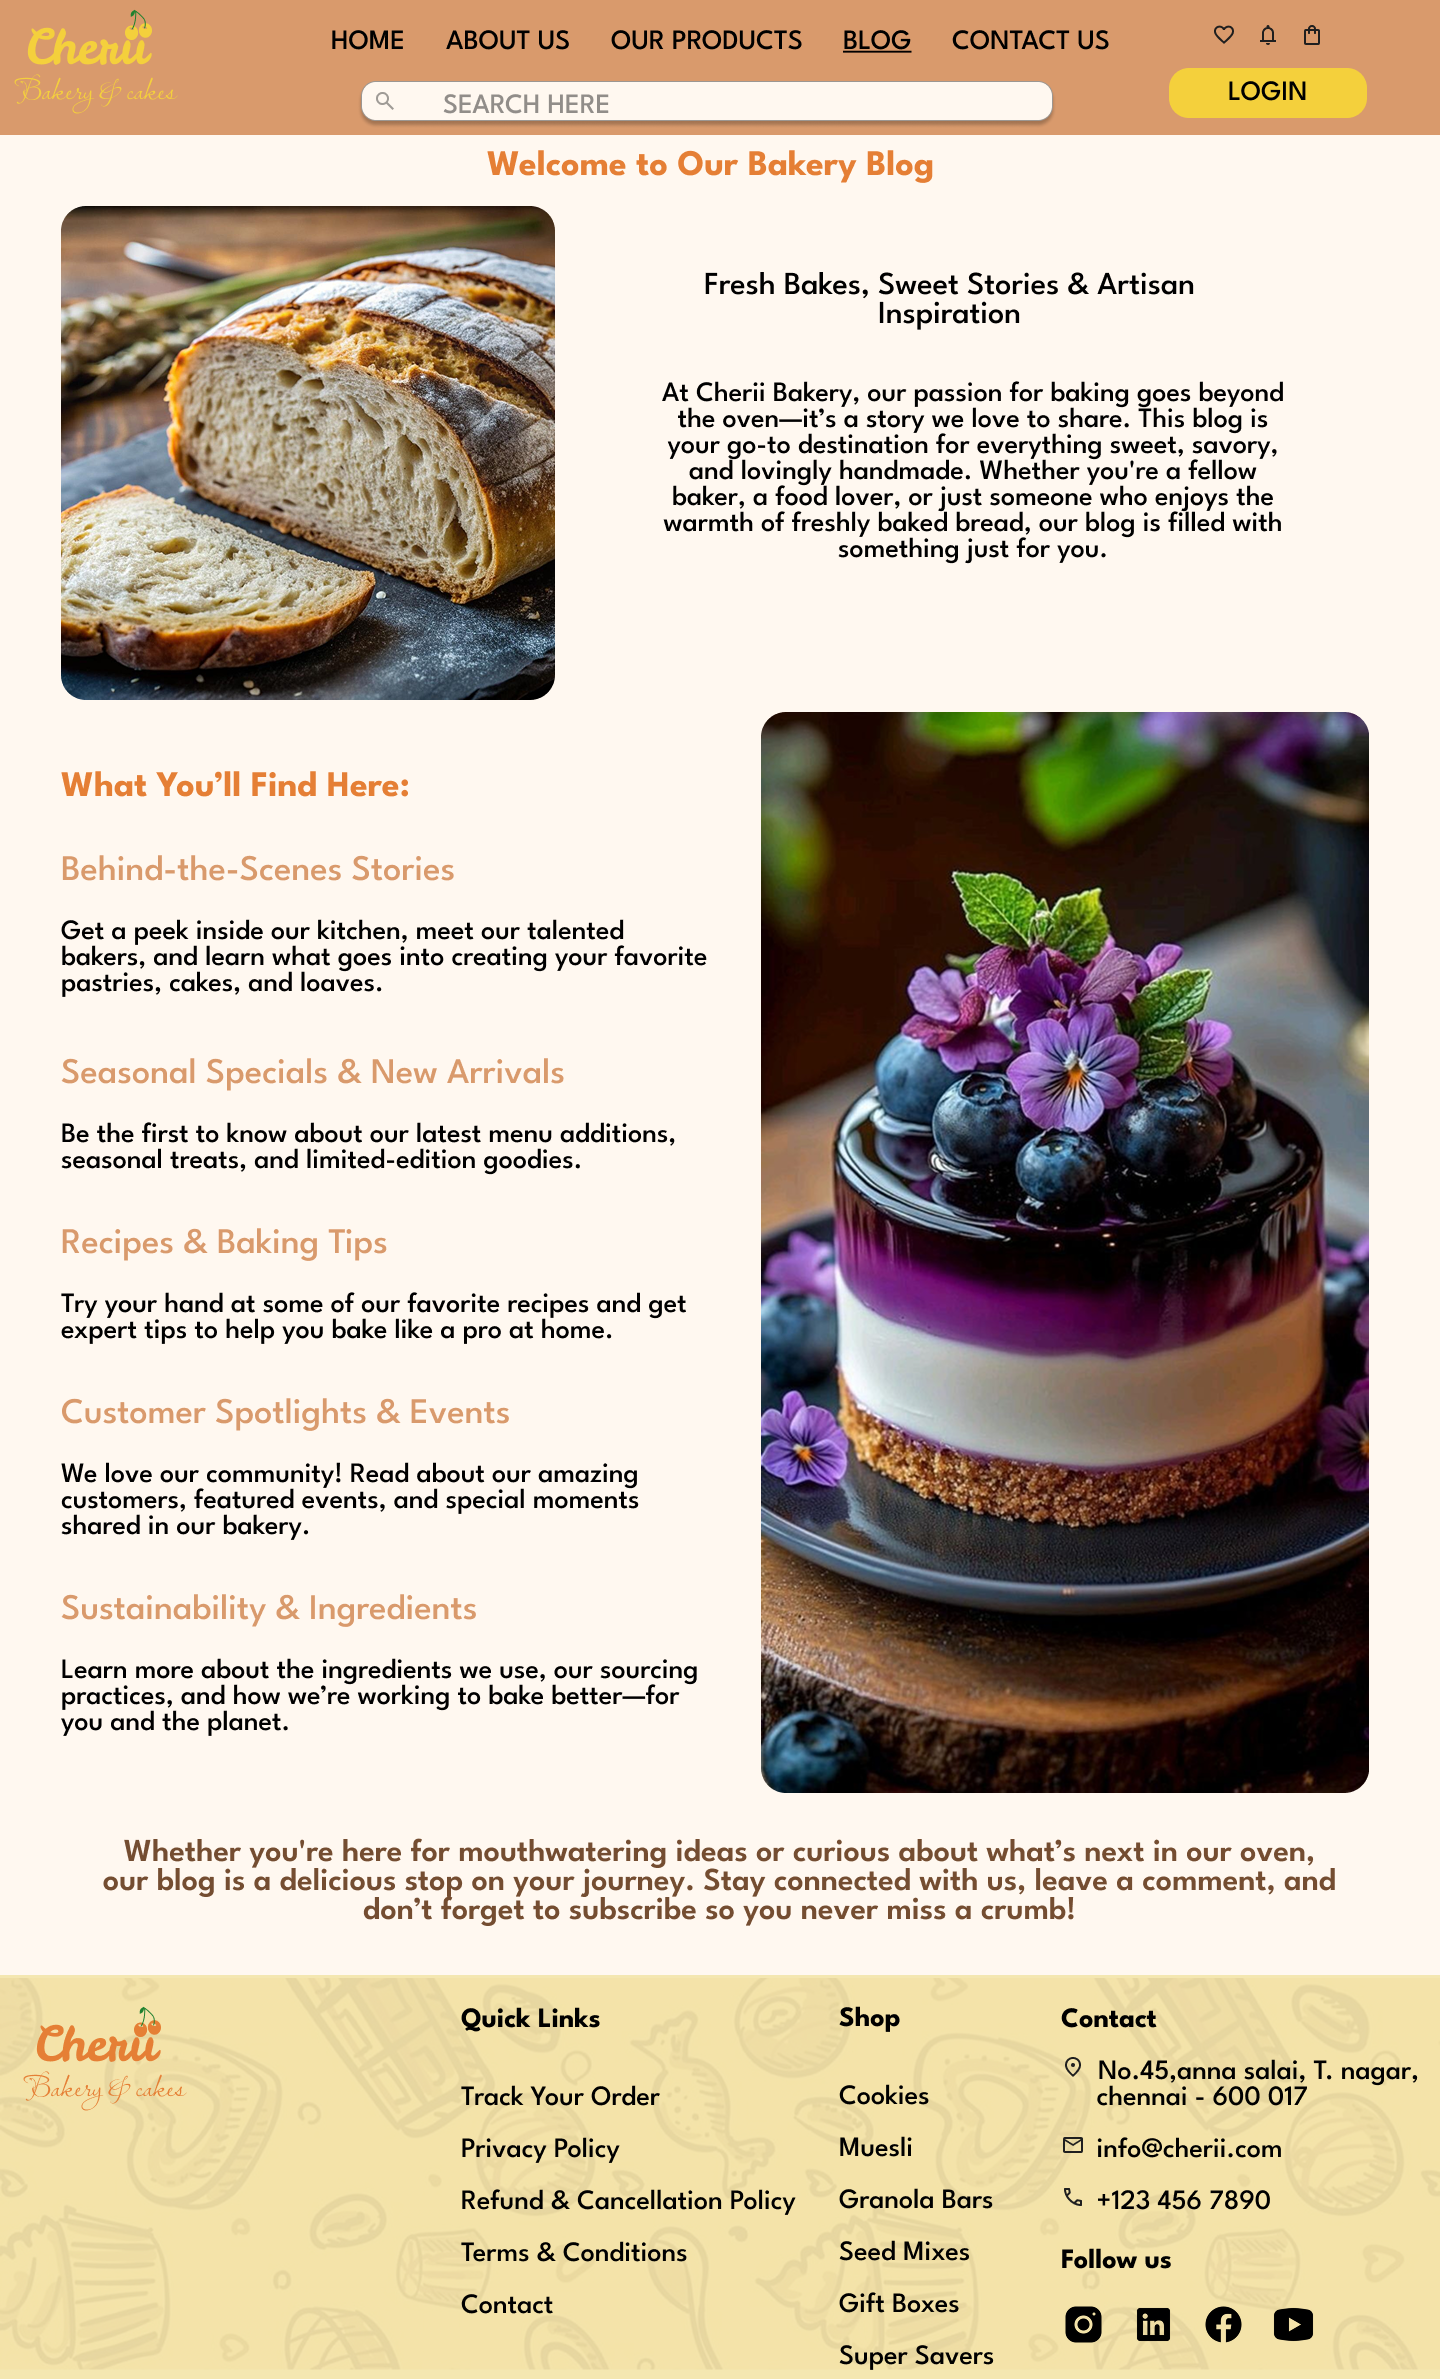 Cherii
Bakery & cakes
HOME
ABOUT US
OUR PRODUCTS
BLOG
CONTACT US
SEARCH HERE
LOGIN
Welcome to Our Bakery Blog
Fresh Bakes, Sweet Stories & Artisan
Inspiration
At Cherii Bakery, our passion for baking goes beyond
the oven—it’s a story we love to share. This blog is
your go-to destination for everything sweet, savory,
and lovingly handmade. Whether you're a fellow
baker, a food lover, or just someone who enjoys the
warmth of freshly baked bread, our blog is filled with
something just for you.
What You’ll Find Here:
Behind-the-Scenes Stories
Get a peek inside our kitchen, meet our talented
bakers, and learn what goes into creating your favorite
pastries, cakes, and loaves.
Seasonal Specials & New Arrivals
Be the first to know about our latest menu additions,
seasonal treats, and limited-edition goodies.
Recipes & Baking Tips
Try your hand at some of our favorite recipes and get
expert tips to help you bake like a pro at home.
Customer Spotlights & Events
We love our community! Read about our amazing
customers, featured events, and special moments
shared in our bakery.
Sustainability & Ingredients
Learn more about the ingredients we use, our sourcing
practices, and how we’re working to bake better—for
you and the planet.
Whether you're here for mouthwatering ideas or curious about what’s next in our oven,
our blog is a delicious stop on your journey. Stay connected with us, leave a comment, and
don’t forget to subscribe so you never miss a crumb!
Cherii
Bakery & cakes
Quick Links
Track Your Order
Privacy Policy
Refund & Cancellation Policy
Terms & Conditions
Contact
Shop
Cookies
Muesli
Granola Bars
Seed Mixes
Gift Boxes
Super Savers
Contact
No.45,anna salai, T. nagar,
chennai - 600 017
info@cherii.com
+123 456 7890
Follow us
in